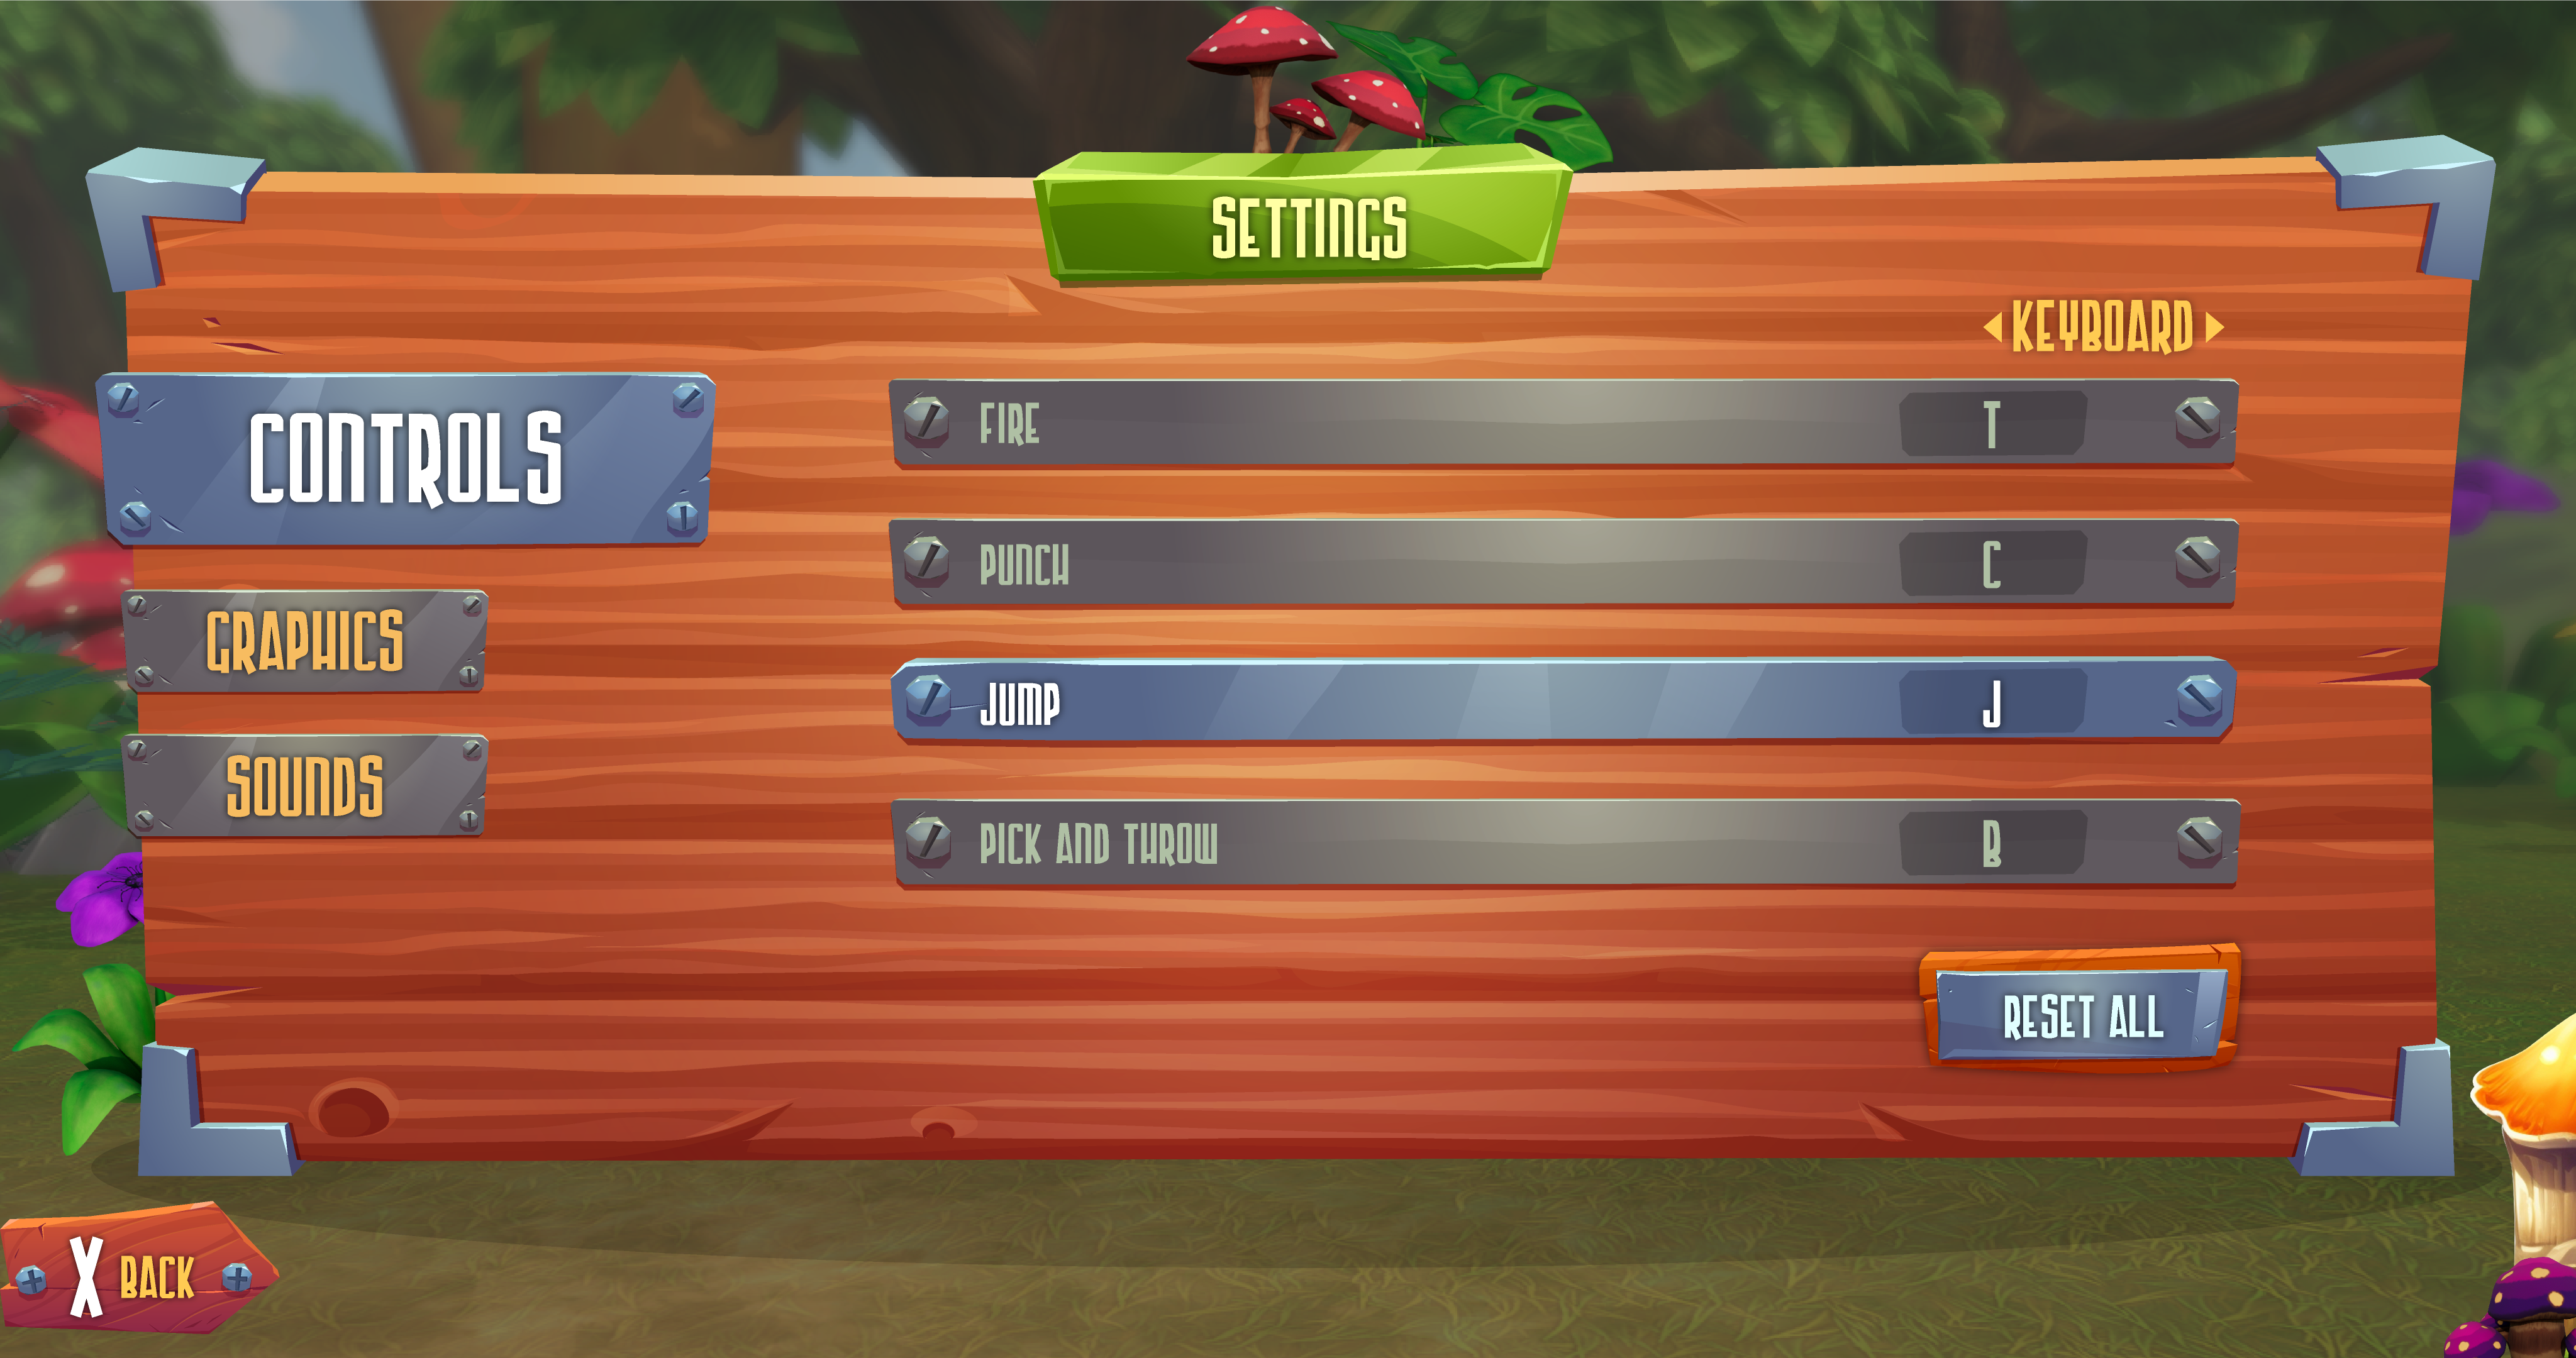 SETTINGS
KEYBOARD
CONTROLS
GRAPHICS
SOUNDS
FIRE T
PUNCH C
JUMP J
PICK AND THROW B
RESET ALL
X BACK